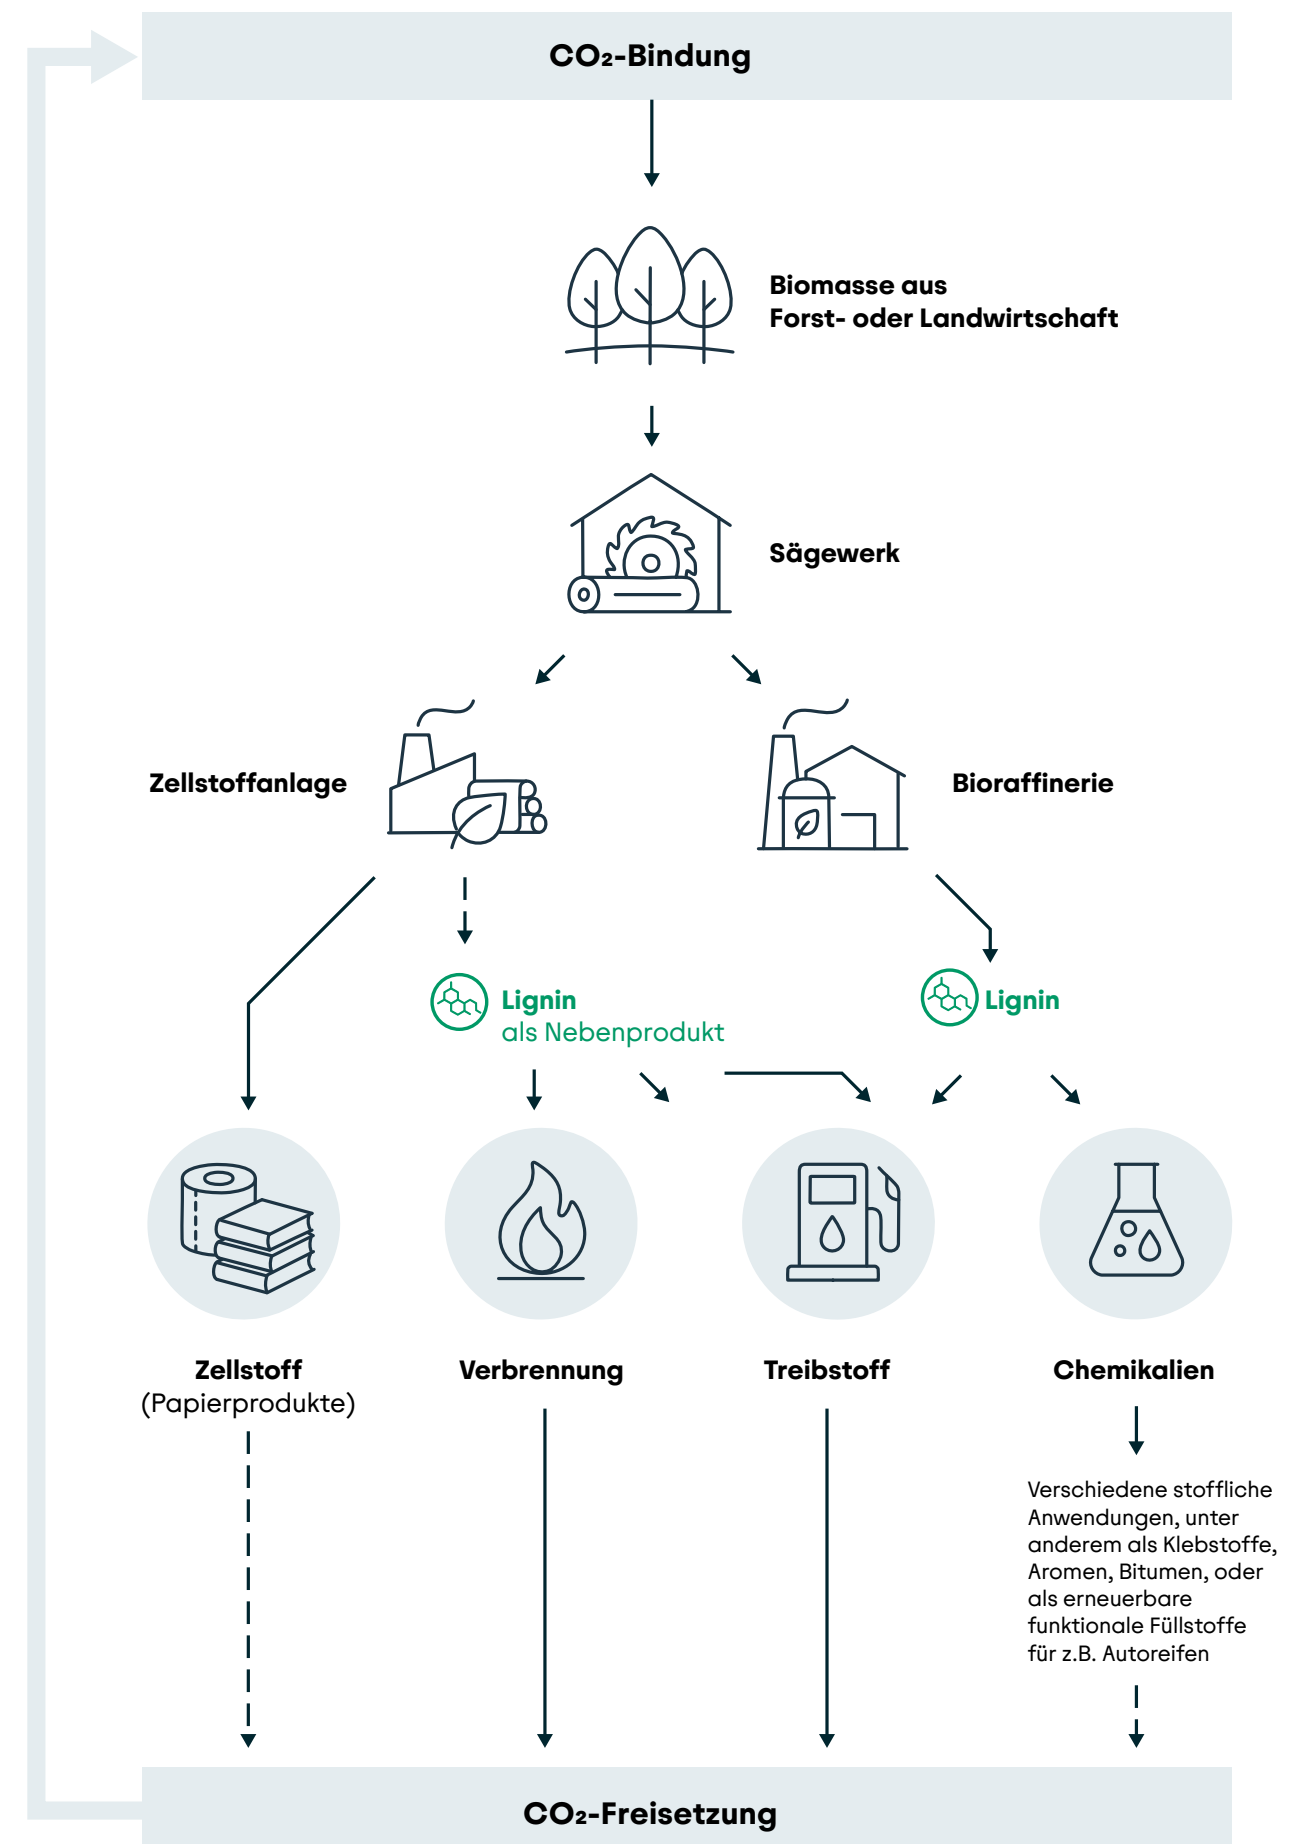 CO₂-Bindung
Biomasse aus
Forst- oder Landwirtschaft
Sägewerk
Zellstoffanlage
Bioraffinerie
Lignin
als Nebenprodukt
Lignin
Zellstoff
(Papierprodukte)
Verbrennung
Treibstoff
Chemikalien
Verschiedene stoffliche
Anwendungen, unter
anderem als Klebstoffe,
Aromen, Bitumen, oder
als erneuerbare
funktionale Füllstoffe
für z.B. Autoreifen
CO₂-Freisetzung